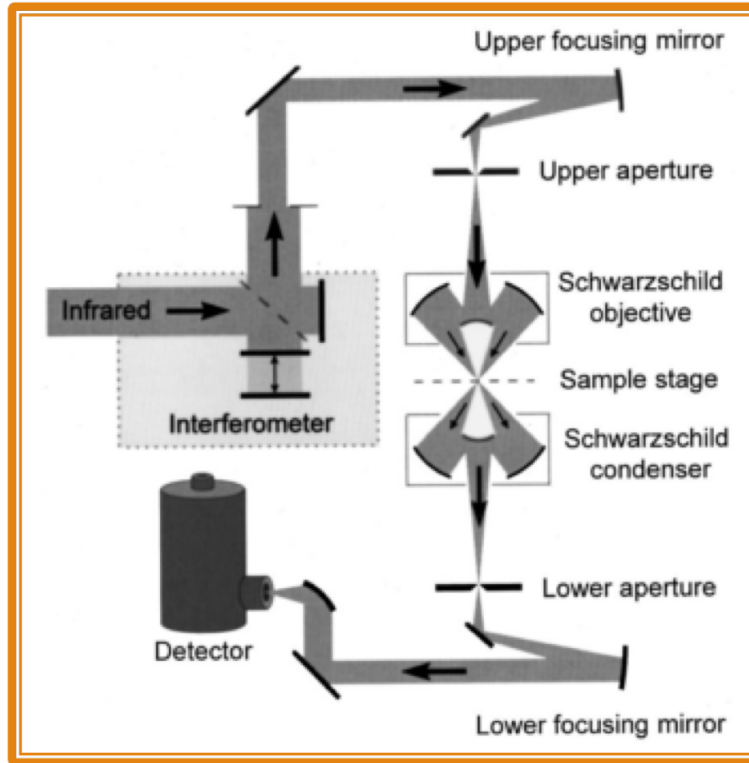 Upper focusing mirror
Upper aperture
Infrared
Schwarzschild
objective
Sample stage
Interferometer
Schwarzschild
condenser
Lower aperture
Detector
Lower focusing mirror